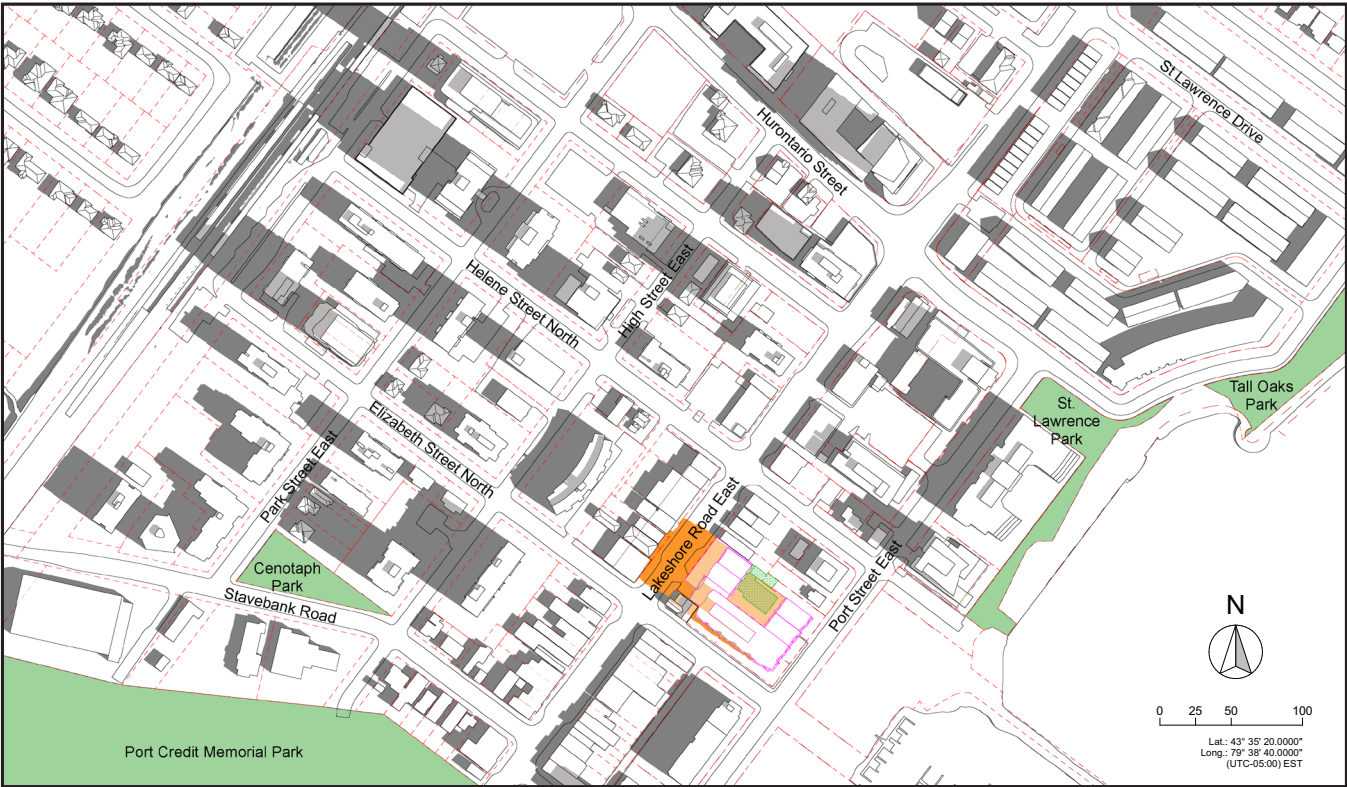 St Lawrence Drive
Hurontario Street
High Street East
Helene Street North
Tall Oaks
Park
St.
Lawrence
Park
Elizabeth Street North
Park Street East
Lakeshore Road East
Port Street East
Cenotaph
Park
Stavebank Road
N
0 25 50 100
Lat.: 43° 35' 20.0000"
Long.: 79° 38' 40.0000"
(UTC-05:00) EST
Port Credit Memorial Park